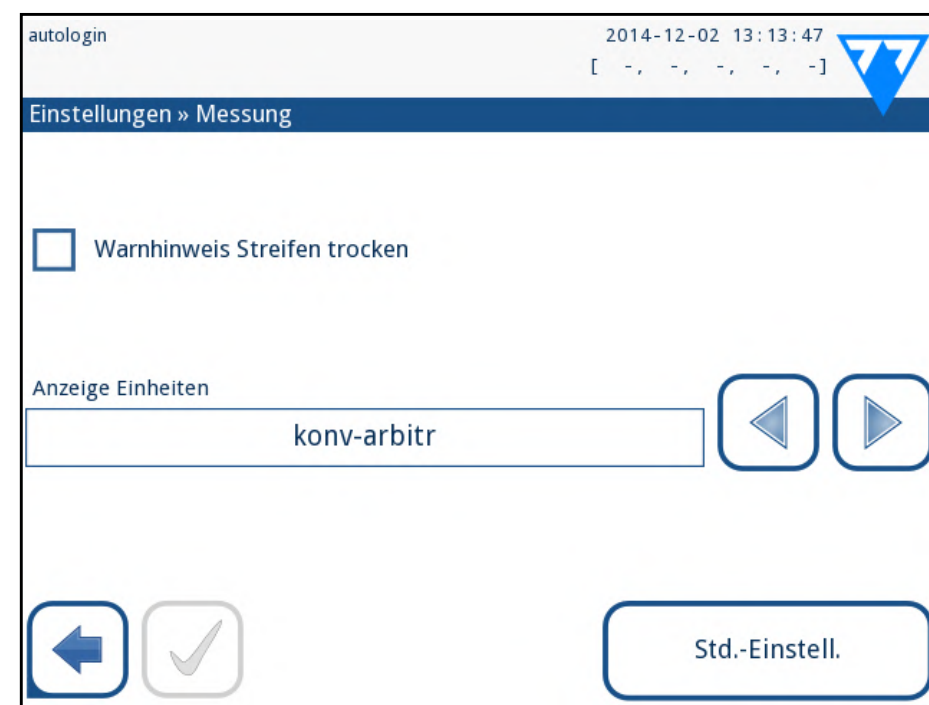 autologin
2014-12-02 13:13:47
[ -, -, -, -, -]
Einstellungen » Messung
Warnhinweis Streifen trocken
Anzeige Einheiten
konv-arbitr
Std.-Einstell.